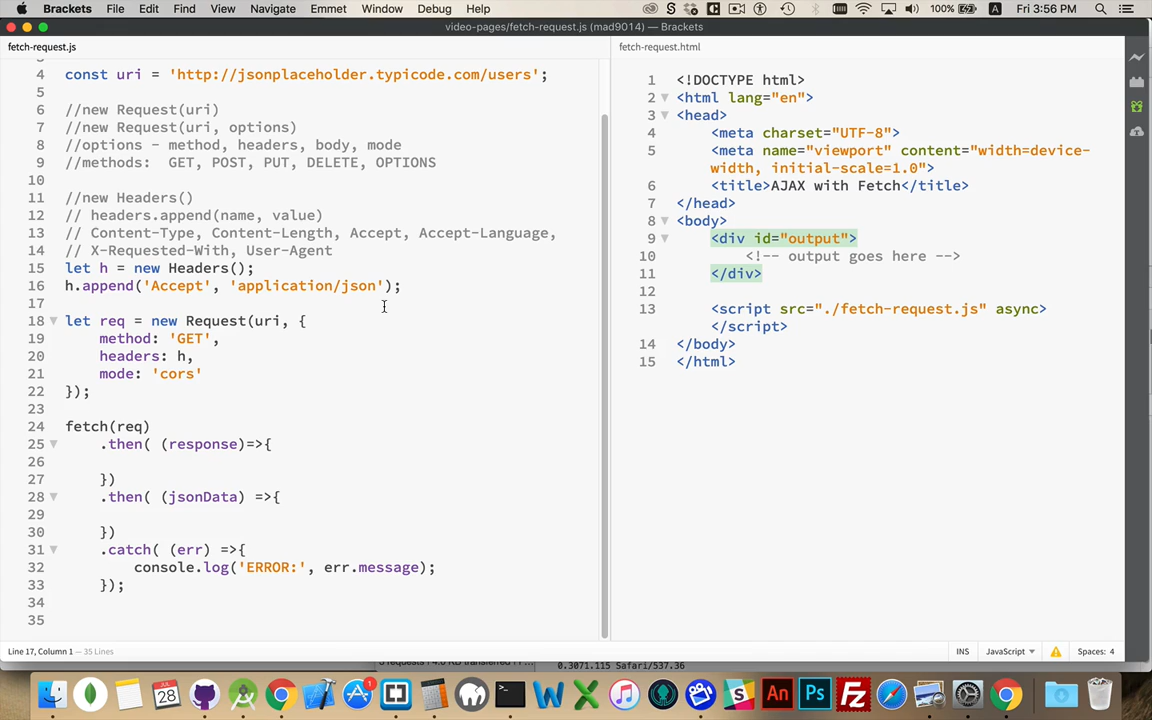 Brackets File Edit Find View Navigate Emmet Window Debug Help 100% Fri 3:56 PM
video-pages/fetch-request.js (mad9014) — Brackets
fetch-request.js
4 const uri = 'http://jsonplaceholder.typicode.com/users';
5
6 //new Request(uri)
7 //new Request(uri, options)
8 //options - method, headers, body, mode
9 //methods: GET, POST, PUT, DELETE, OPTIONS
10
11 //new Headers()
12 // headers.append(name, value)
13 // Content-Type, Content-Length, Accept, Accept-Language,
14 // X-Requested-With, User-Agent
15 let h = new Headers();
16 h.append('Accept', 'application/json');
17
18 let req = new Request(uri, {
19 method: 'GET',
20 headers: h,
21 mode: 'cors'
22 });
23
24 fetch(req)
25 .then( (response)=>{
26
27 })
28 .then( (jsonData) =>{
29
30 })
31 .catch( (err) =>{
32 console.log('ERROR:', err.message);
33 });
34
35
fetch-request.html
1 <!DOCTYPE html>
2 <html lang="en">
3 <head>
4 <meta charset="UTF-8">
5 <meta name="viewport" content="width=device-
width, initial-scale=1.0">
6 <title>AJAX with Fetch</title>
7 </head>
8 <body>
9 <div id="output">
10 <!-- output goes here -->
11 </div>
12
13 <script src="./fetch-request.js" async>
</script>
14 </body>
15 </html>
Line 17, Column 1 — 35 Lines
INS JavaScript Spaces: 4
0.3071.115 Safari/537.36